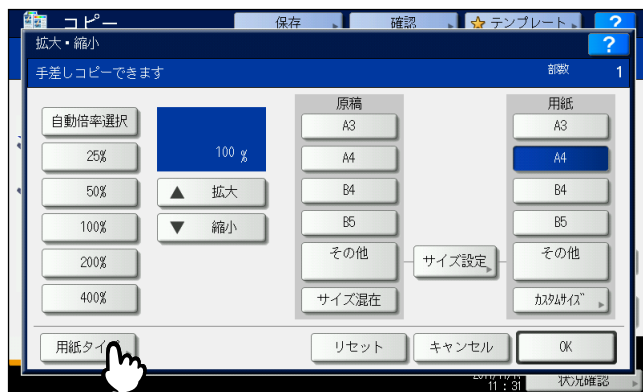 コピー
保存
確認
テンプレート
?
拡大・縮小
?
手差しコピーできます
部数
1
原稿
用紙
自動倍率選択
A3
A3
100 %
25%
A4
A4
50%
拡大
B4
B4
100%
縮小
B5
B5
200%
その他
サイズ設定
その他
400%
サイズ混在
カスタムサイズ
用紙タイ
リセット
キャンセル
OK
11:31
状況確認